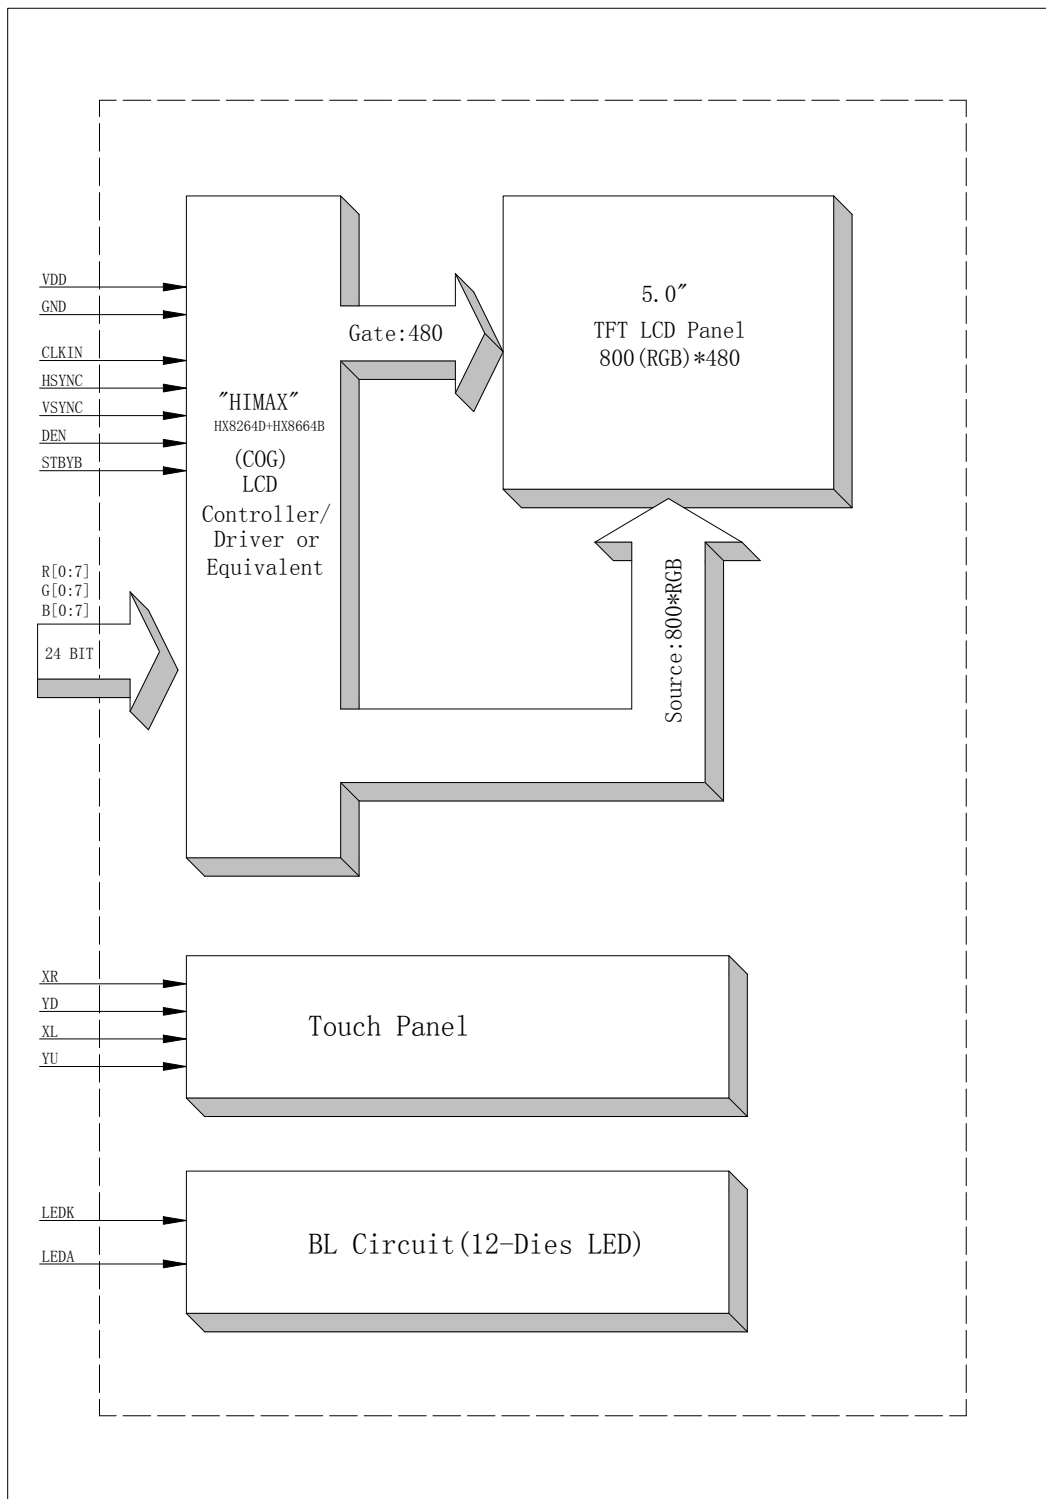 VDD
GND
CLKIN
HSYNC
VSYNC
DEN
STBYB
R[0:7]
G[0:7]
B[0:7]
24 BIT
"HIMAX"
HX8264D+HX8664B
(COG)
LCD
Controller/
Driver or
Equivalent
Gate:480
5.0"
TFT LCD Panel
800(RGB)*480
Source:800*RGB
XR
YD
XL
YU
Touch Panel
LEDK
LEDA
BL Circuit(12-Dies LED)